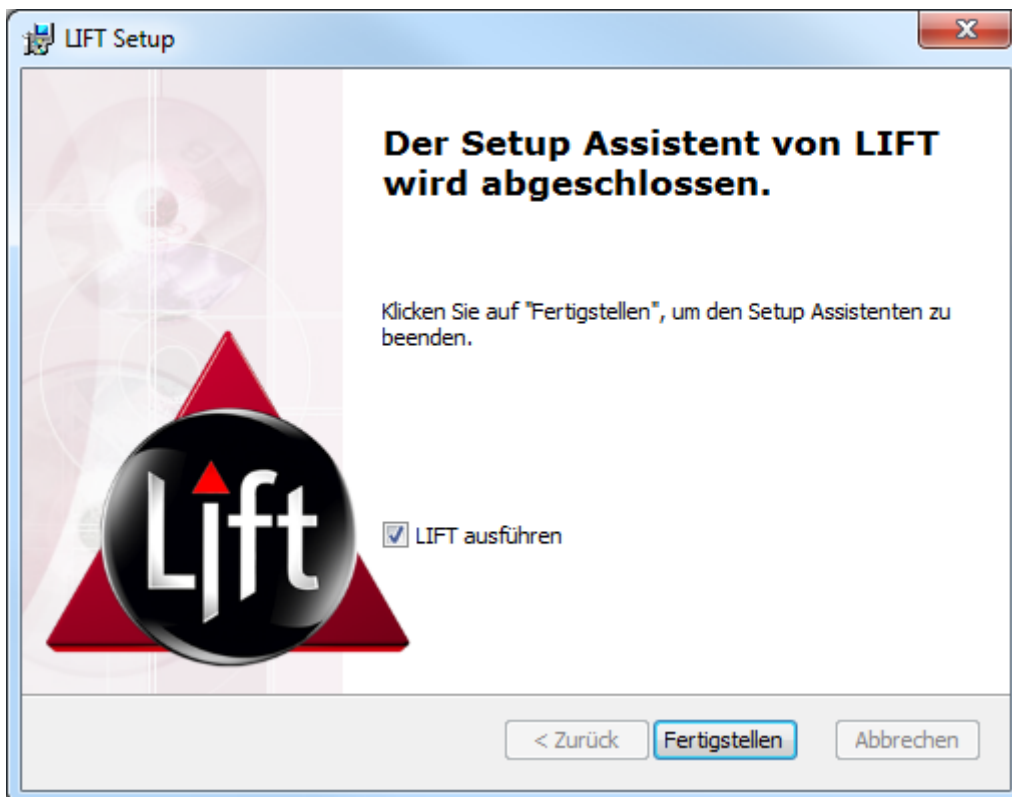 LIFT Setup
Der Setup Assistent von LIFT
wird abgeschlossen.
Klicken Sie auf "Fertigstellen", um den Setup Assistenten zu
beenden.
Lift
LIFT ausführen
< Zurück
Fertigstellen
Abbrechen